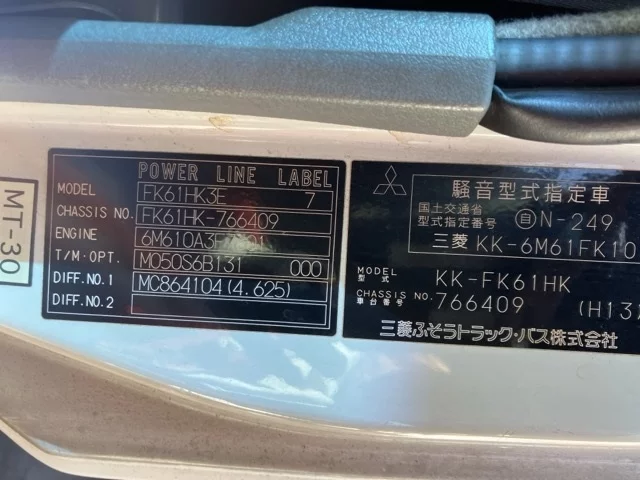 MT-30
POWER LINE LABEL
MODEL FK61HK3E 7
CHASSIS NO. FK61HK-766409
ENGINE
T/M·OPT. M050S6B131 000
DIFF.NO.1 MC864104(4.625)
DIFF.NO.2
騒音型式指定車
国土交通省
型式指定番号 自N-249
三菱 KK-6M61FK10
MODEL
型式 KK-FK61HK
CHASSIS NO.
車台番号 766409 (H13
三菱ふそうトラック・バス株式会社